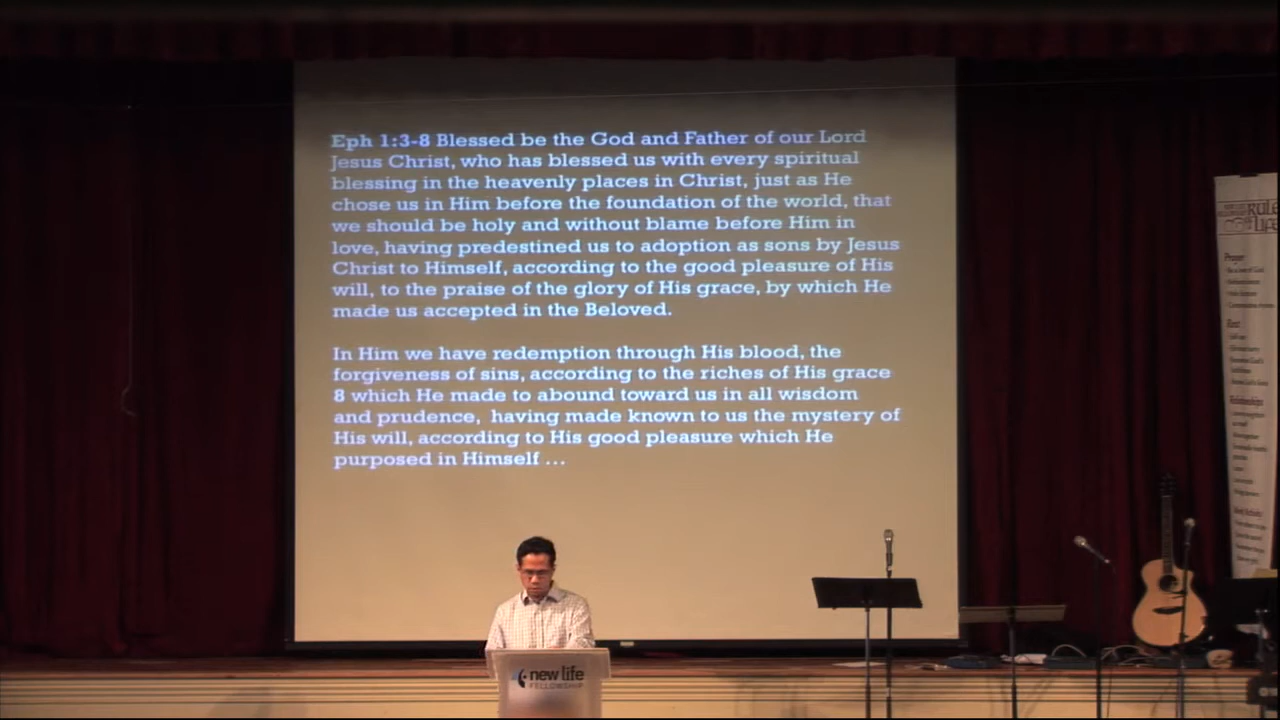 Eph 1:3-8 Blessed be the God and Father of our Lord
Jesus Christ, who has blessed us with every spiritual
blessing in the heavenly places in Christ, just as He
chose us in Him before the foundation of the world, that
we should be holy and without blame before Him in
love, having predestined us to adoption as sons by Jesus
Christ to Himself, according to the good pleasure of His
will, to the praise of the glory of His grace, by which He
made us accepted in the Beloved.
In Him we have redemption through His blood, the
forgiveness of sins, according to the riches of His grace
8 which He made to abound toward us in all wisdom
and prudence,  having made known to us the mystery of
His will, according to His good pleasure which He
purposed in Himself …
new life
FELLOWSHIP
RULE
LIFE
Prayer
Rest
Relationships